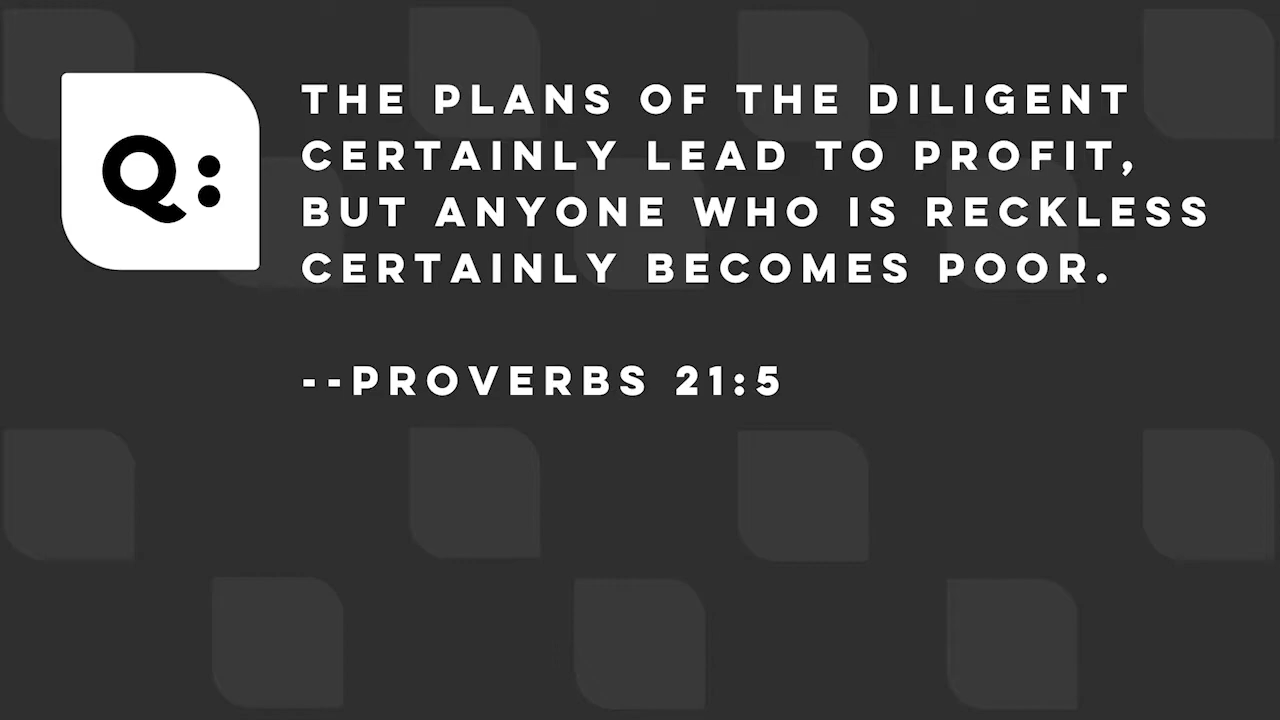 Q:
THE PLANS OF THE DILIGENT
CERTAINLY LEAD TO PROFIT,
BUT ANYONE WHO IS RECKLESS
CERTAINLY BECOMES POOR.
--PROVERBS 21:5